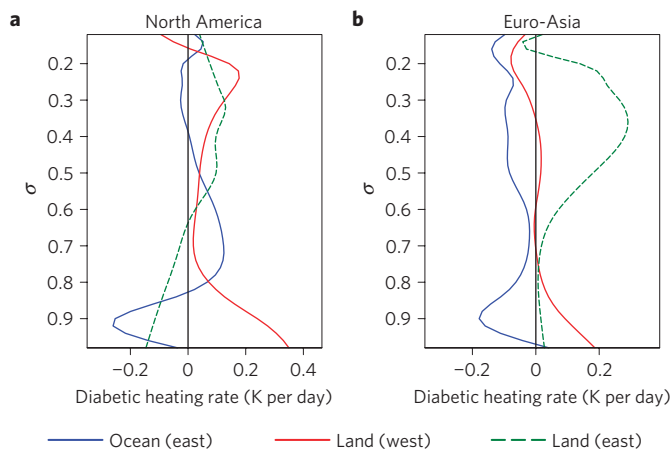 a
North America
b
Euro-Asia
σ
0.2
0.3
0.4
0.5
0.6
0.7
0.8
0.9
−0.2
0
0.2
0.4
Diabetic heating rate (K per day)
σ
0.2
0.3
0.4
0.5
0.6
0.7
0.8
0.9
−0.2
0
0.2
Diabetic heating rate (K per day)
Ocean (east)
Land (west)
Land (east)